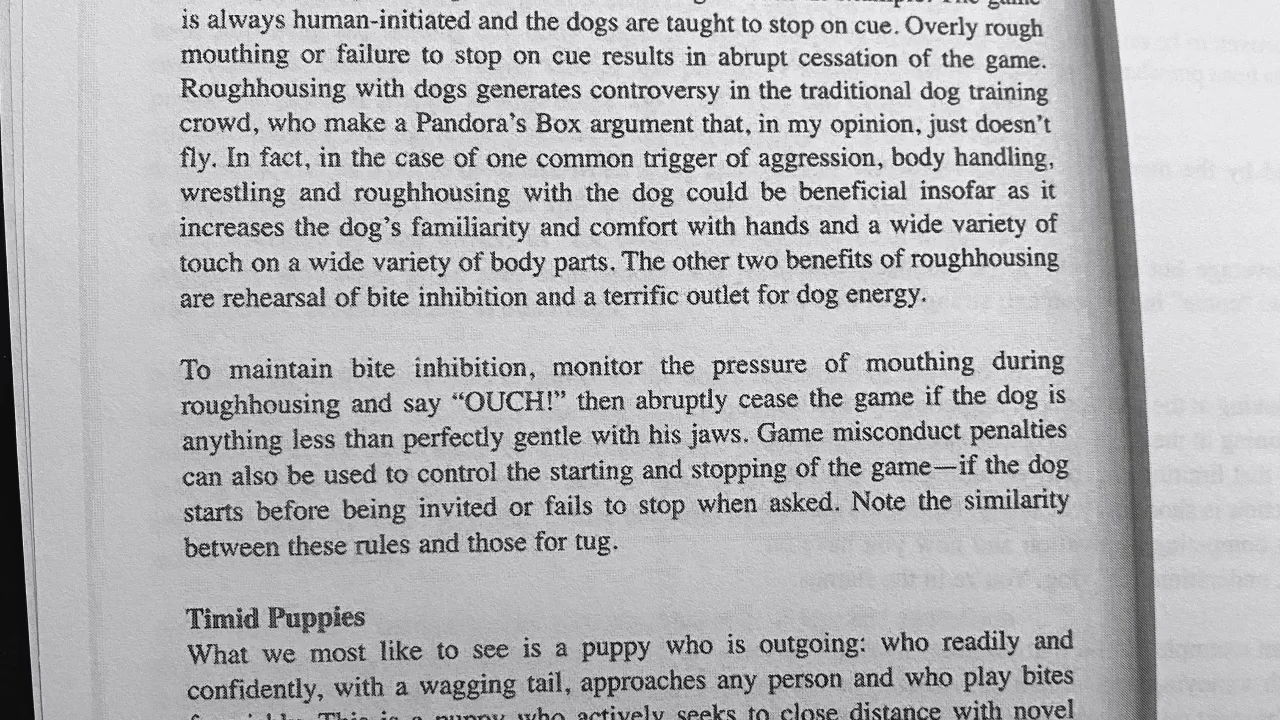 is always human-initiated and the dogs are taught to stop on cue. Overly rough
mouthing or failure to stop on cue results in abrupt cessation of the game.
Roughhousing with dogs generates controversy in the traditional dog training
crowd, who make a Pandora's Box argument that, in my opinion, just doesn't
fly. In fact, in the case of one common trigger of aggression, body handling,
wrestling and roughhousing with the dog could be beneficial insofar as it
increases the dog's familiarity and comfort with hands and a wide variety of
touch on a wide variety of body parts. The other two benefits of roughhousing
are rehearsal of bite inhibition and a terrific outlet for dog energy.
To maintain bite inhibition, monitor the pressure of mouthing during
roughhousing and say “OUCH!” then abruptly cease the game if the dog is
anything less than perfectly gentle with his jaws. Game misconduct penalties
can also be used to control the starting and stopping of the game—if the dog
starts before being invited or fails to stop when asked. Note the similarity
between these rules and those for tug.
Timid Puppies
What we most like to see is a puppy who is outgoing: who readily and
confidently, with a wagging tail, approaches any person and who play bites
This is a puppy who actively seeks to close distance with novel